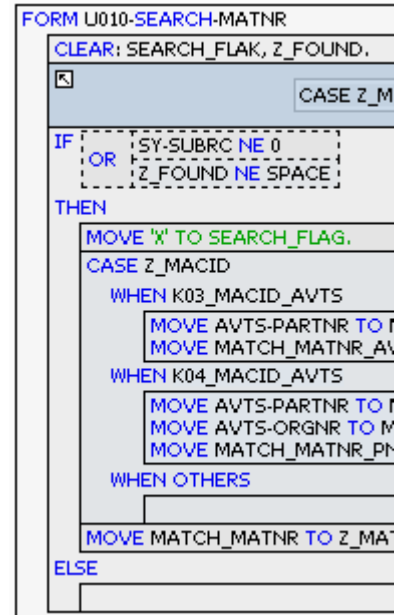 FORM U010-SEARCH-MATNR
CLEAR: SEARCH_FLAK, Z_FOUND.
CASE Z_M
IF
OR
SY-SUBRC NE 0
Z_FOUND NE SPACE
THEN
MOVE 'X' TO SEARCH_FLAG.
CASE Z_MACID
WHEN K03_MACID_AVTS
MOVE AVTS-PARTNR TO
MOVE MATCH_MATNR_AV
WHEN K04_MACID_AVTS
MOVE AVTS-PARTNR TO
MOVE AVTS-ORGNR TO M
MOVE MATCH_MATNR_PN
WHEN OTHERS
MOVE MATCH_MATNR TO Z_MAT
ELSE